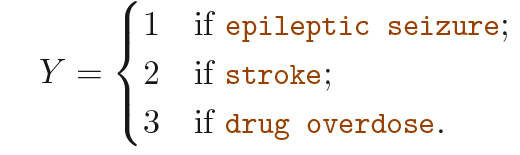 1 if epileptic seizure;
Y = { 2 if stroke;
3 if drug overdose.